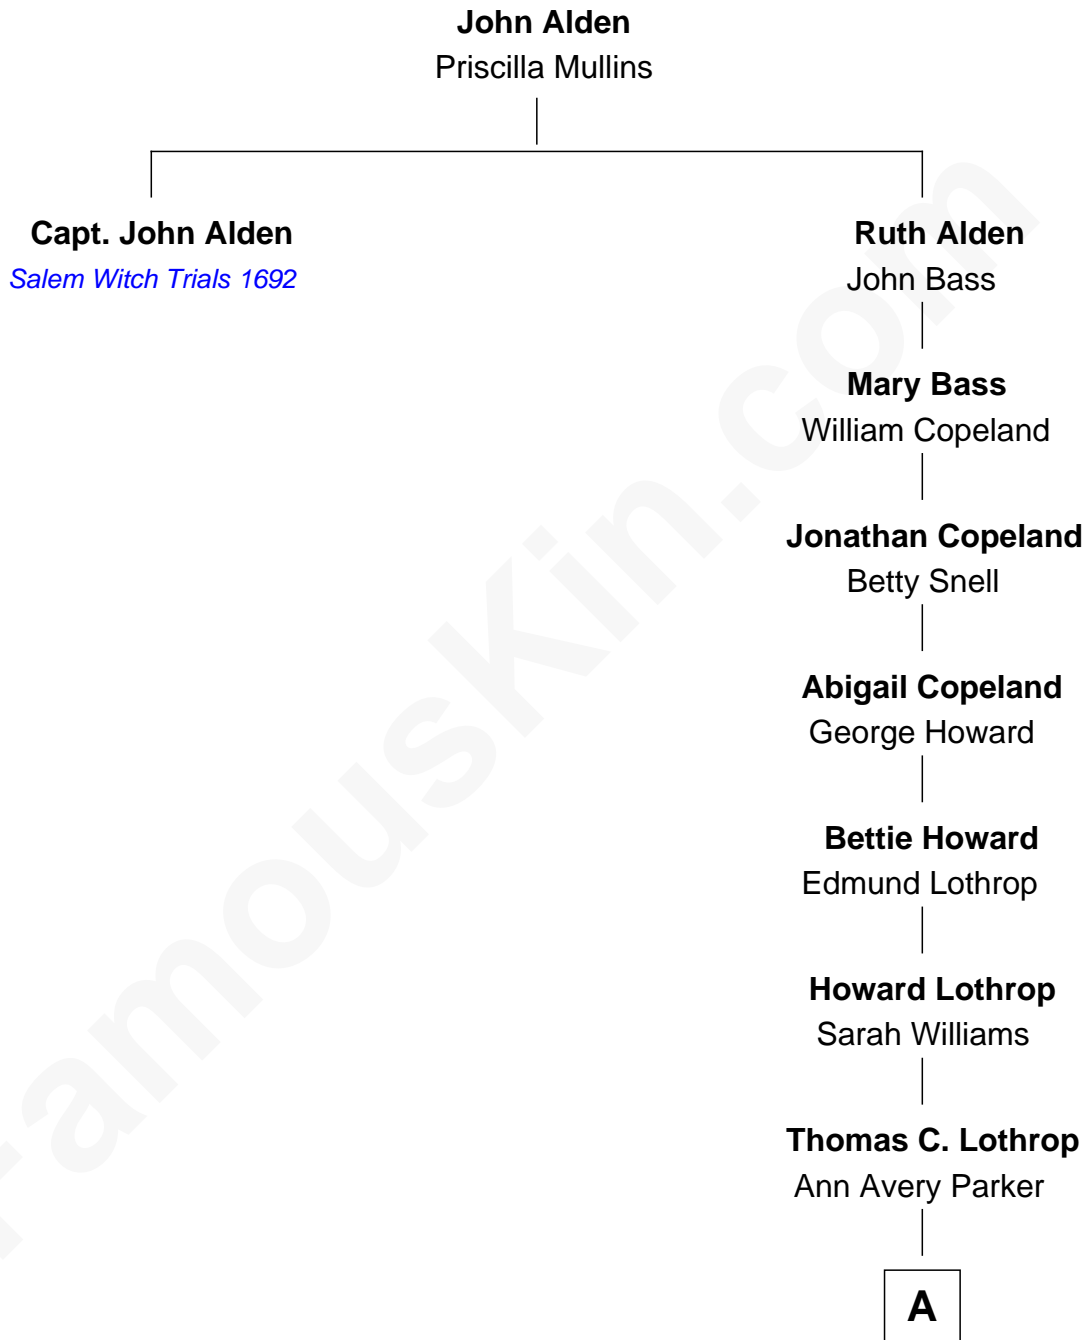 John Alden
Priscilla Mullins
Capt. John Alden
Salem Witch Trials 1692
Ruth Alden
John Bass
Mary Bass
William Copeland
Jonathan Copeland
Betty Snell
Abigail Copeland
George Howard
Bettie Howard
Edmund Lothrop
Howard Lothrop
Sarah Williams
Thomas C. Lothrop
Ann Avery Parker
A
FamousKin.com